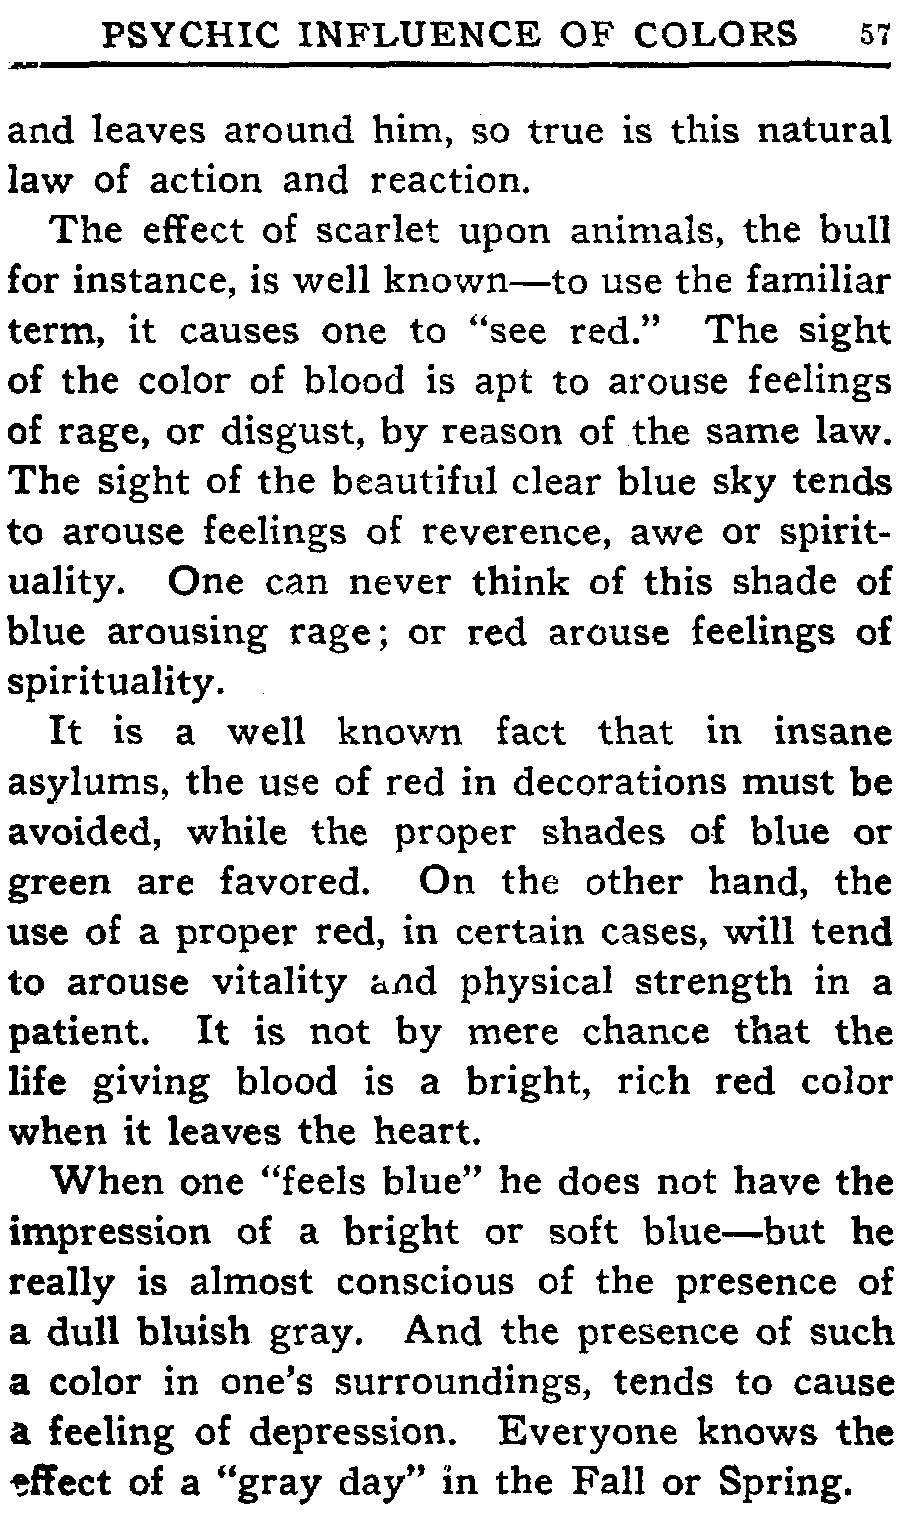 PSYCHIC INFLUENCE OF COLORS 57
and leaves around him, so true is this natural
law of action and reaction.
The effect of scarlet upon animals, the bull
for instance, is well known—to use the familiar
term, it causes one to “see red.” The sight
of the color of blood is apt to arouse feelings
of rage, or disgust, by reason of the same law.
The sight of the beautiful clear blue sky tends
to arouse feelings of reverence, awe or spirit-
uality. One can never think of this shade of
blue arousing rage; or red arouse feelings of
spirituality.
It is a well known fact that in insane
asylums, the use of red in decorations must be
avoided, while the proper shades of blue or
green are favored. On the other hand, the
use of a proper red, in certain cases, will tend
to arouse vitality and physical strength in a
patient. It is not by mere chance that the
life giving blood is a bright, rich red color
when it leaves the heart.
When one “feels blue” he does not have the
impression of a bright or soft blue—but he
really is almost conscious of the presence of
a dull bluish gray. And the presence of such
a color in one’s surroundings, tends to cause
a feeling of depression. Everyone knows the
effect of a “gray day” in the Fall or Spring.